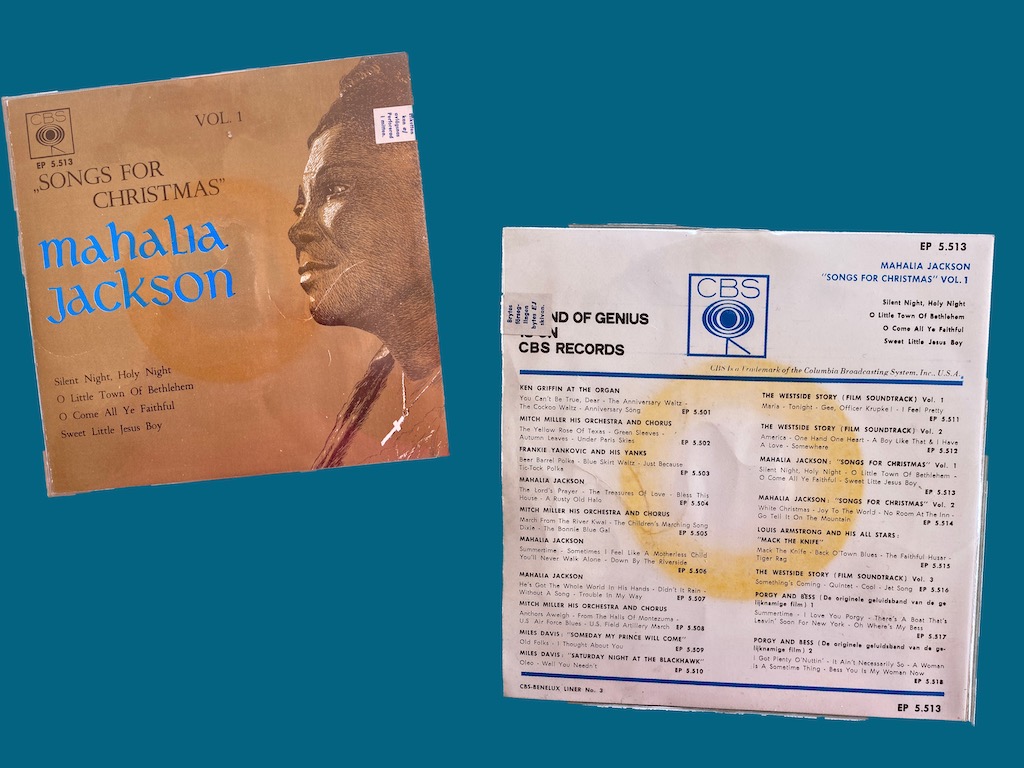 CBS
EP 5.513
VOL. 1
„SONGS FOR
CHRISTMAS”
mahalia
jackson
Silent Night, Holy Night
O Little Town Of Bethlehem
O Come All Ye Faithful
Sweet Little Jesus Boy
ken ej
avlägsnas
Perforerad
i mitten.
EP 5.513
MAHALIA JACKSON
"SONGS FOR CHRISTMAS" VOL. 1
Silent Night, Holy Night
O Little Town Of Bethlehem
O Come All Ye Faithful
Sweet Little Jesus Boy
CBS
Brytes
förseg-
lingen
bytes EJ
skivan.
ND OF GENIUS
ON
CBS RECORDS
CBS Is a Trademark of the Columbia Broadcasting System, Inc., U.S.A.
KEN GRIFFIN AT THE ORGAN
You Can't Be True, Dear - The Anniversary Waltz -
The Cockoo Waltz - Anniversary Song EP 5.501
MITCH MILLER HIS ORCHESTRA AND CHORUS
The Yellow Rose Of Texas - Green Sleeves -
Autumn Leaves - Under Paris Skies EP 5.502
FRANKIE YANKOVIC AND HIS YANKS
Beer Barrel Polka - Blue Skirt Waltz - Just Because
Tic-Tock Polka EP 5.503
MAHALIA JACKSON
The Lord's Prayer - The Treasures Of Love - Bless This
House - A Rusty Old Halo EP 5.504
MITCH MILLER HIS ORCHESTRA AND CHORUS
March From The River Kwai - The Children's Marching Song
Dixie - The Bonnie Blue Gal EP 5.505
MAHALIA JACKSON
Summertime - Sometimes I Feel Like A Motherless Child
You'll Never Walk Alone - Down By The Riverside
EP 5.506
MAHALIA JACKSON
He's Got The Whole World In His Hands - Didn't It Rain -
Without A Song - Trouble In My Way EP 5.507
MITCH MILLER HIS ORCHESTRA AND CHORUS
Anchors Aweigh - From The Halls Of Montezuma -
U.S. Air Force Blues - U.S. Field Artillery March EP 5.508
MILES DAVIS: "SOMEDAY MY PRINCE WILL COME"
Old Folks - I Thought About You EP 5.509
MILES DAVIS: "SATURDAY NIGHT AT THE BLACKHAWK"
Oleo - Well You Needn't EP 5.510
THE WESTSIDE STORY (FILM SOUNDTRACK) Vol. 1
Maria - Tonight - Gee, Officer Krupke! - I Feel Pretty
EP 5.511
THE WESTSIDE STORY (FILM SOUNDTRACK) Vol. 2
America - One Hand One Heart - A Boy Like That & I Have
A Love - Somewhere EP 5.512
MAHALIA JACKSON: "SONGS FOR CHRISTMAS" Vol. 1
Silent Night, Holy Night - O Little Town Of Bethlehem -
O Come All Ye Faithful - Sweet Litte Jesus Boy
EP 5.513
MAHALIA JACKSON: "SONGS FOR CHRISTMAS" Vol. 2
White Christmas - Joy To The World - No Room At The Inn -
Go Tell It On The Mountain EP 5.514
LOUIS ARMSTRONG AND HIS ALL STARS:
"MACK THE KNIFE"
Mack The Knife - Back O'Town Blues - The Faithful Husar -
Tiger Rag EP 5.515
THE WESTSIDE STORY (FILM SOUNDTRACK) Vol. 3
Something's Coming - Quintet - Cool - Jet Song EP 5.516
PORGY AND BESS (De originele geluidsband van de ge-
lijknamige film) 1
Summertime - I Love You Porgy - There's A Boat That's
Leavin' Soon For New York - Oh Where's My Bess
EP 5.517
PORGY AND BESS (De originele geluidsband van de ge-
lijknamige film) 2
I Got Plenty O'Nuttin' - It Ain't Necessarily So - A Woman
Is A Sometime Thing - Bess You Is My Woman Now
EP 5.518
CBS-BENELUX LINER No. 3
EP 5.513